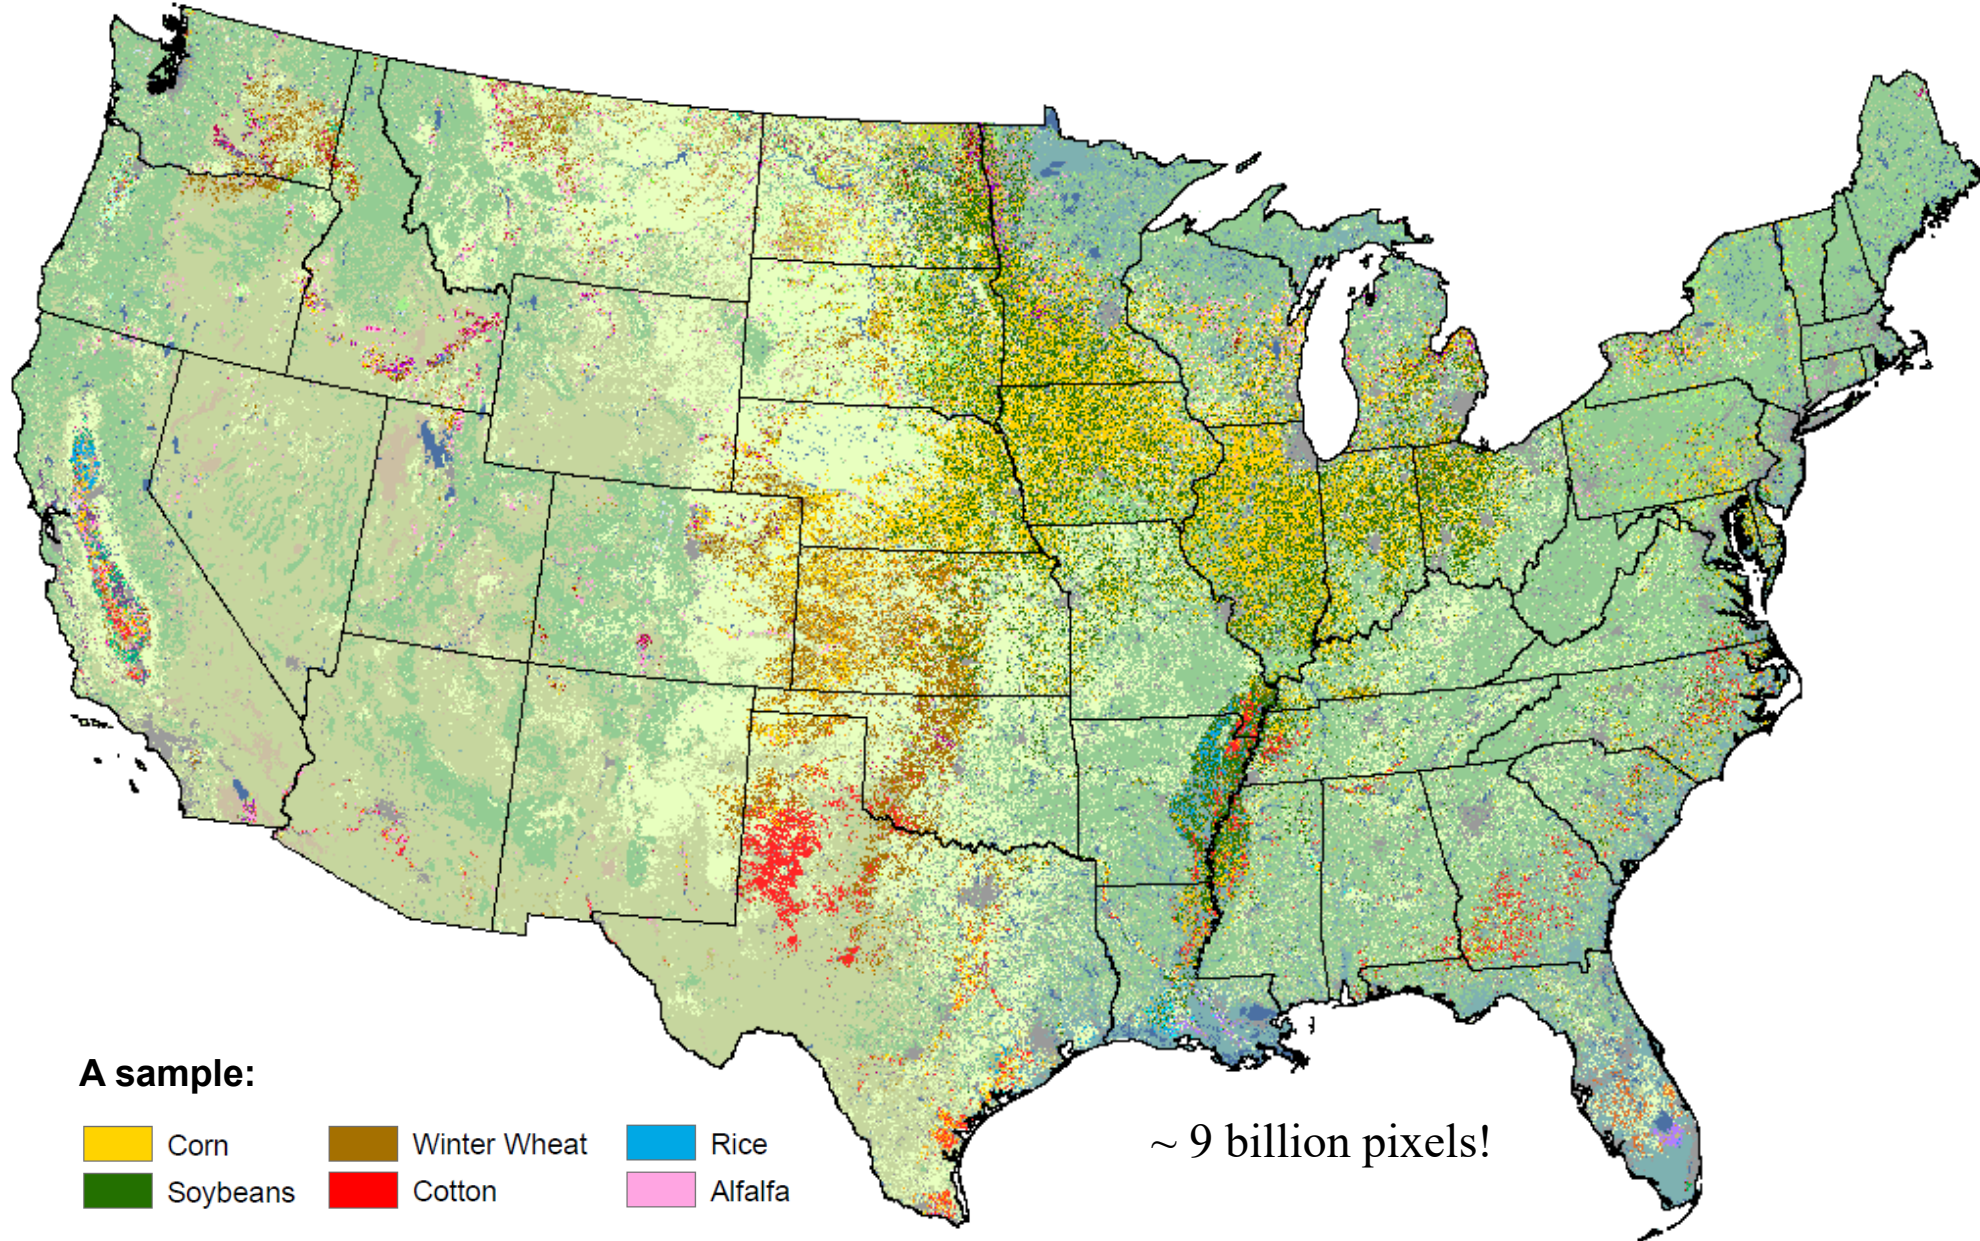 A sample:
Corn
Winter Wheat
Rice
Soybeans
Cotton
Alfalfa
~ 9 billion pixels!